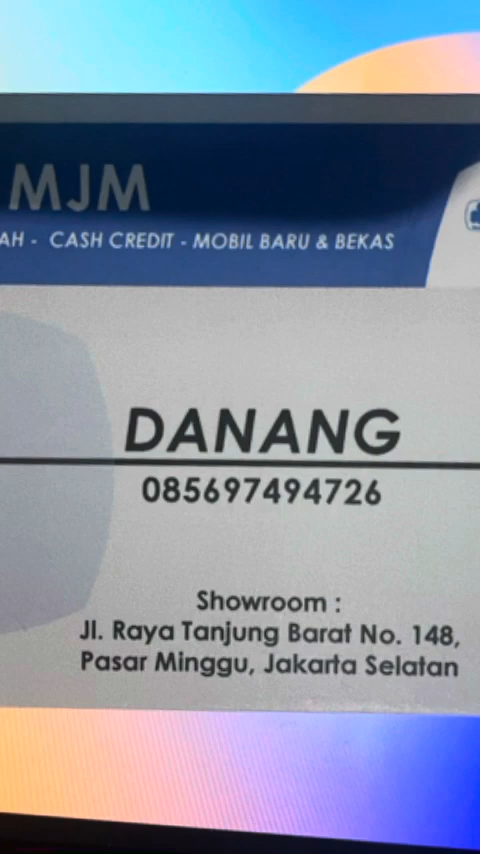 MJM
AH - CASH CREDIT - MOBIL BARU & BEKAS
DANANG
085697494726
Showroom :
Jl. Raya Tanjung Barat No. 148,
Pasar Minggu, Jakarta Selatan